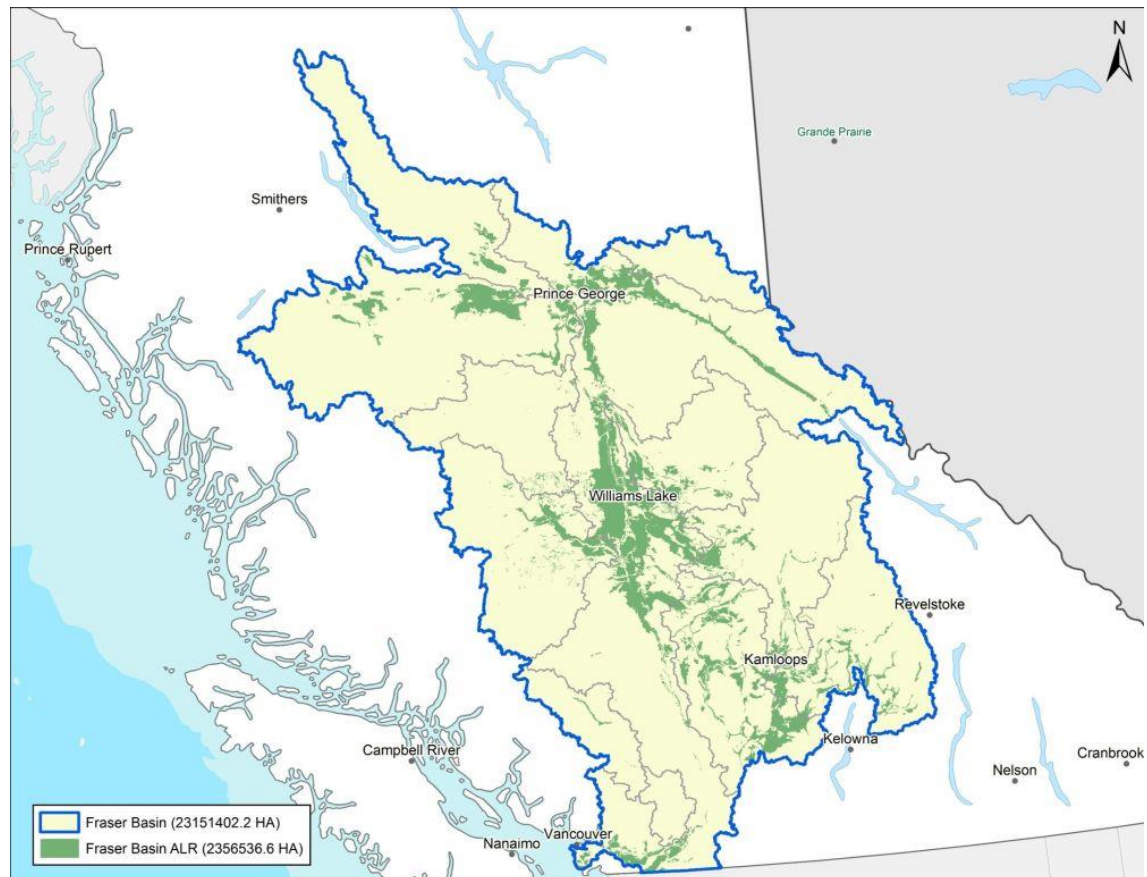 N
Grande Prairie
Smithers
Prince Rupert
Prince George
Williams Lake
Revelstoke
Kamloops
Kelowna
Campbell River
Cranbrook
Nelson
Vancouver
Nanaimo
Fraser Basin (23151402.2 HA)
Fraser Basin ALR (2356536.6 HA)